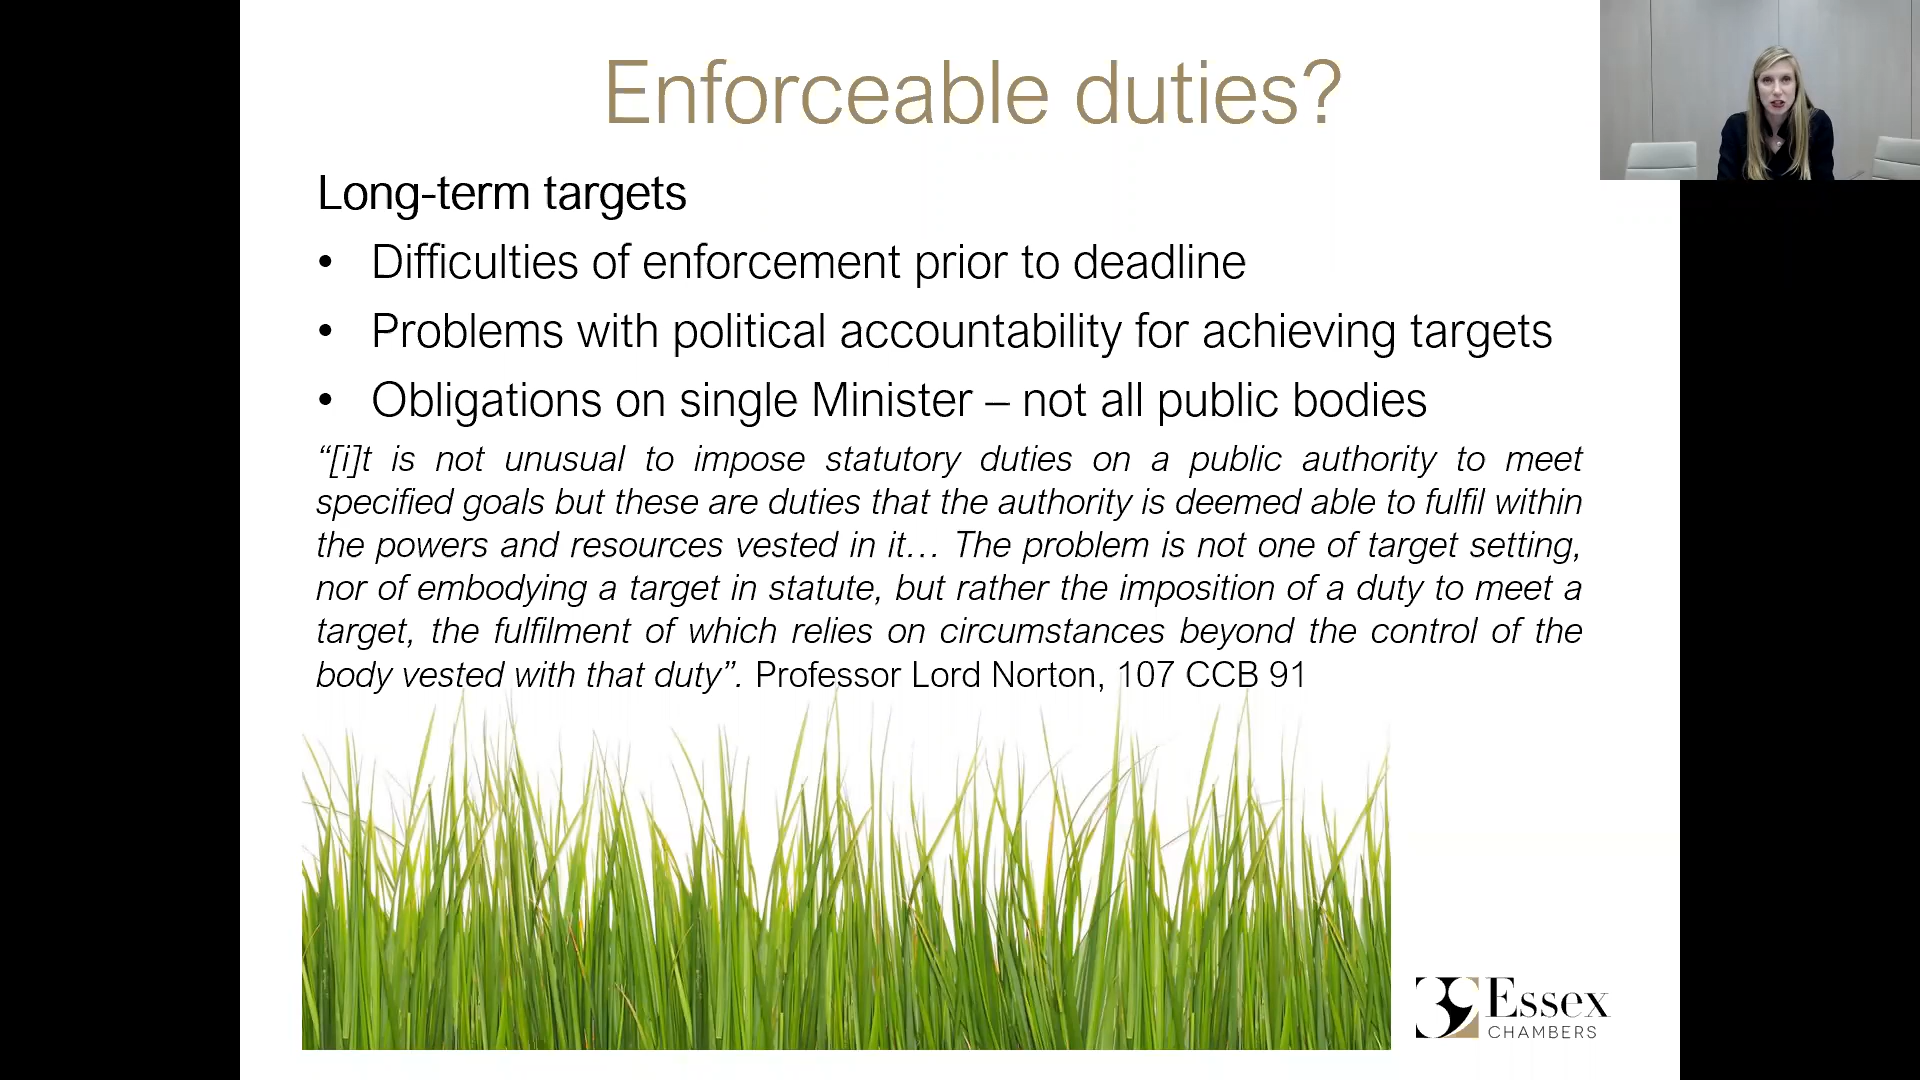 Enforceable duties?
Long-term targets
• Difficulties of enforcement prior to deadline
• Problems with political accountability for achieving targets
• Obligations on single Minister – not all public bodies
“[i]t is not unusual to impose statutory duties on a public authority to meet
specified goals but these are duties that the authority is deemed able to fulfil within
the powers and resources vested in it… The problem is not one of target setting,
nor of embodying a target in statute, but rather the imposition of a duty to meet a
target, the fulfilment of which relies on circumstances beyond the control of the
body vested with that duty”. Professor Lord Norton, 107 CCB 91
39 Essex
CHAMBERS